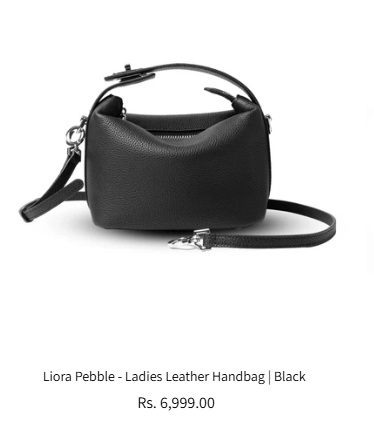 Liora Pebble - Ladies Leather Handbag | Black
Rs. 6,999.00